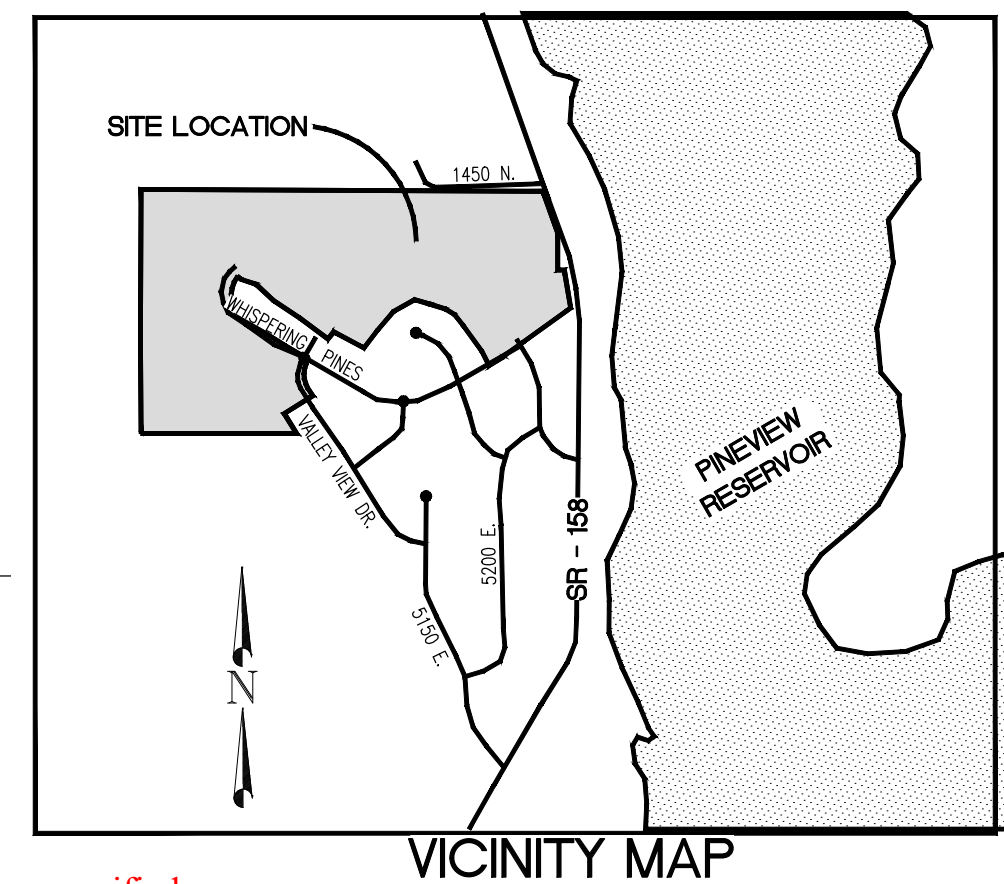 SITE LOCATION
1450 N.
WHISPERING
PINES
VALLEY VIEW DR.
PINEVIEW
RESERVOIR
SR - 158
5200 E.
5150 E.
N
VICINITY MAP